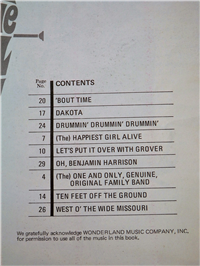 Page
No.
CONTENTS
20 'BOUT TIME
17 DAKOTA
24 DRUMMIN' DRUMMIN' DRUMMIN'
7 (The) HAPPIEST GIRL ALIVE
10 LET'S PUT IT OVER WITH GROVER
29 OH, BENJAMIN HARRISON
4 (The) ONE AND ONLY, GENUINE,
ORIGINAL FAMILY BAND
14 TEN FEET OFF THE GROUND
26 WEST O' THE WIDE MISSOURI
We gratefully acknowledge WONDERLAND MUSIC COMPANY, INC.
for permission to use all of the music in this book.